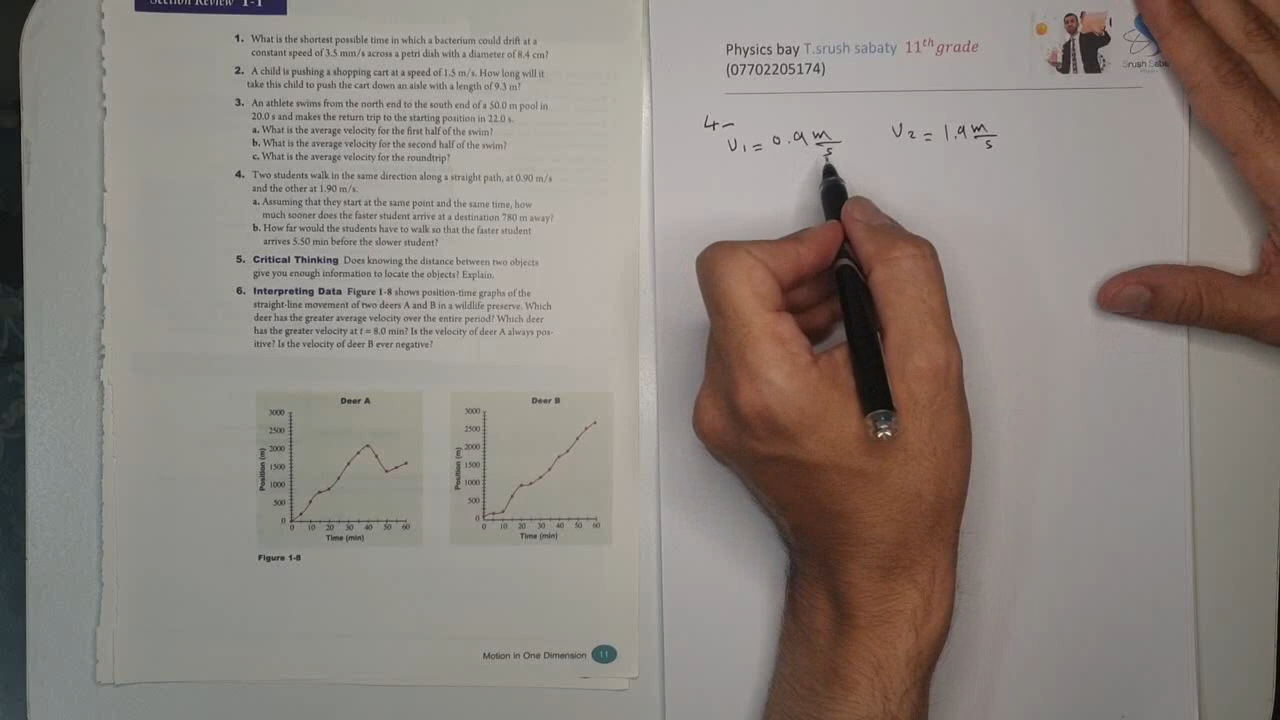 Section Review 1-1
1. What is the shortest possible time in which a bacterium could drift at a
constant speed of 3.5 mm/s across a petri dish with a diameter of 8.4 cm?
2. A child is pushing a shopping cart at a speed of 1.5 m/s. How long will it
take this child to push the cart down an aisle with a length of 9.3 m?
3. An athlete swims from the north end to the south end of a 50.0 m pool in
20.0 s and makes the return trip to the starting position in 22.0 s.
a. What is the average velocity for the first half of the swim?
b. What is the average velocity for the second half of the swim?
c. What is the average velocity for the roundtrip?
4. Two students walk in the same direction along a straight path, at 0.90 m/s
and the other at 1.90 m/s.
a. Assuming that they start at the same point and the same time, how
much sooner does the faster student arrive at a destination 780 m away?
b. How far would the students have to walk so that the faster student
arrives 5.50 min before the slower student?
5. Critical Thinking Does knowing the distance between two objects
give you enough information to locate the objects? Explain.
6. Interpreting Data Figure 1-8 shows position-time graphs of the
straight-line movement of two deers A and B in a wildlife preserve. Which
deer has the greater average velocity over the entire period? Which deer
has the greater velocity at t = 8.0 min? Is the velocity of deer A always pos-
itive? Is the velocity of deer B ever negative?
Deer A
Position (m)
3000
2500
2000
1500
1000
500
0
0 10 20 30 40 50 60
Time (min)
Deer B
Position (m)
3000
2500
2000
1500
1000
500
0
0 10 20 30 40 50 60
Time (min)
Figure 1-8
Motion in One Dimension 11
Physics bay T.srush sabaty 11th grade
(07702205174)
Srush
4-
V1 = 0.9 m/s V2 = 1.9 m/s